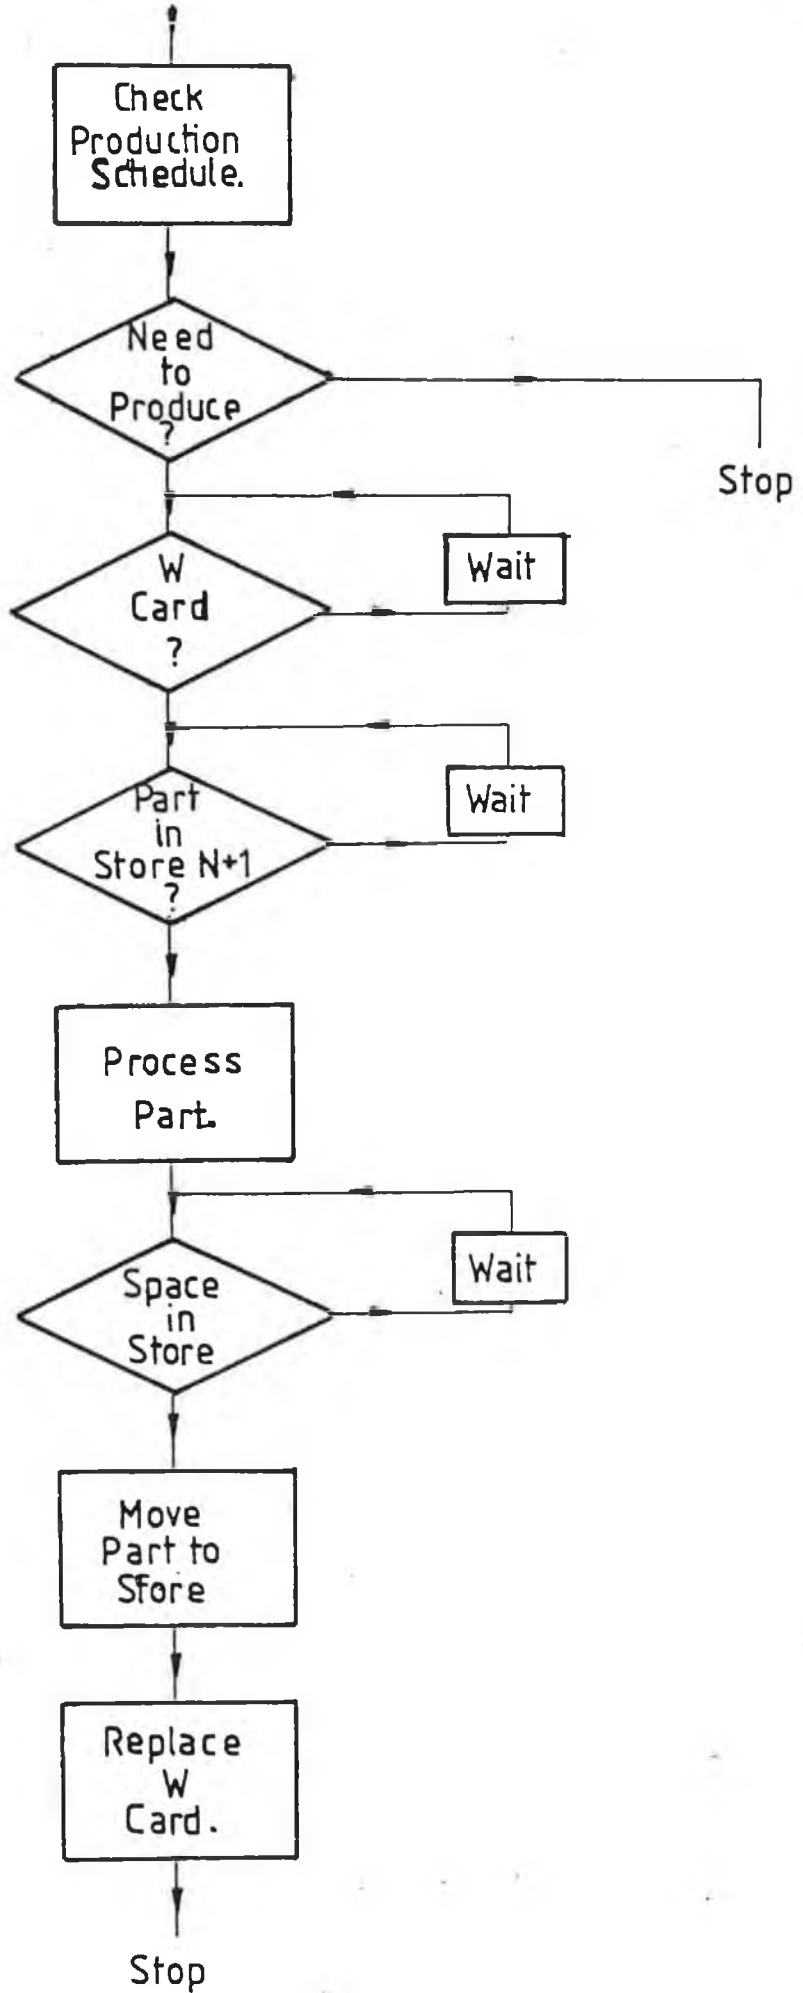 Check
Production
Schedule.
Need
to
Produce
?
Stop
W
Card
?
Wait
Part
in
Store N+1
?
Wait
Process
Part.
Space
in
Store
Wait
Move
Part to
Store
Replace
W
Card.
Stop